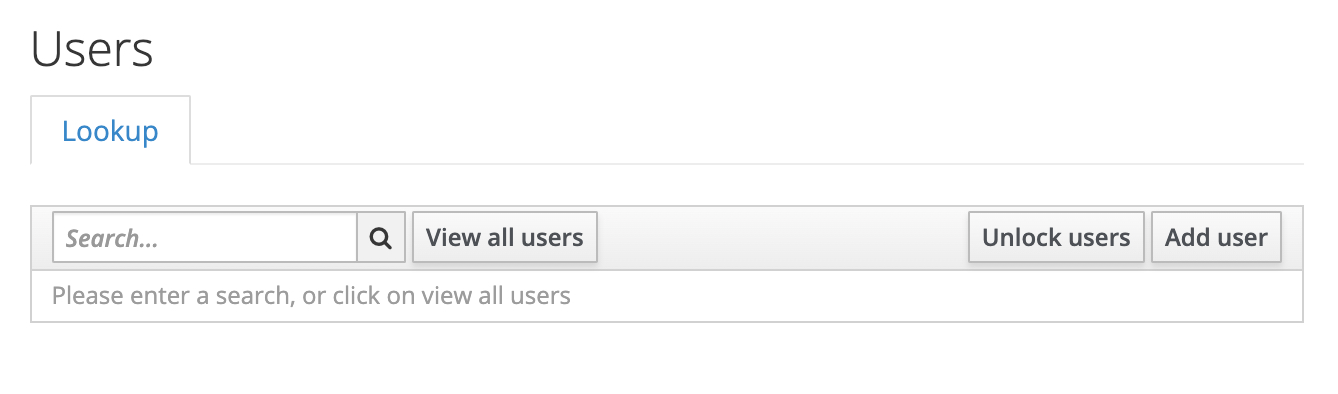 Users
Lookup
Search... View all users Unlock users Add user
Please enter a search, or click on view all users